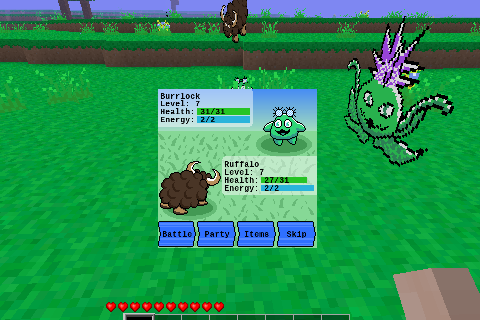 Burrlock
Level: 7
Health: 31/31
Energy: 2/2
Ruffalo
Level: 7
Health: 27/31
Energy: 2/2
Battle Party Items Skip